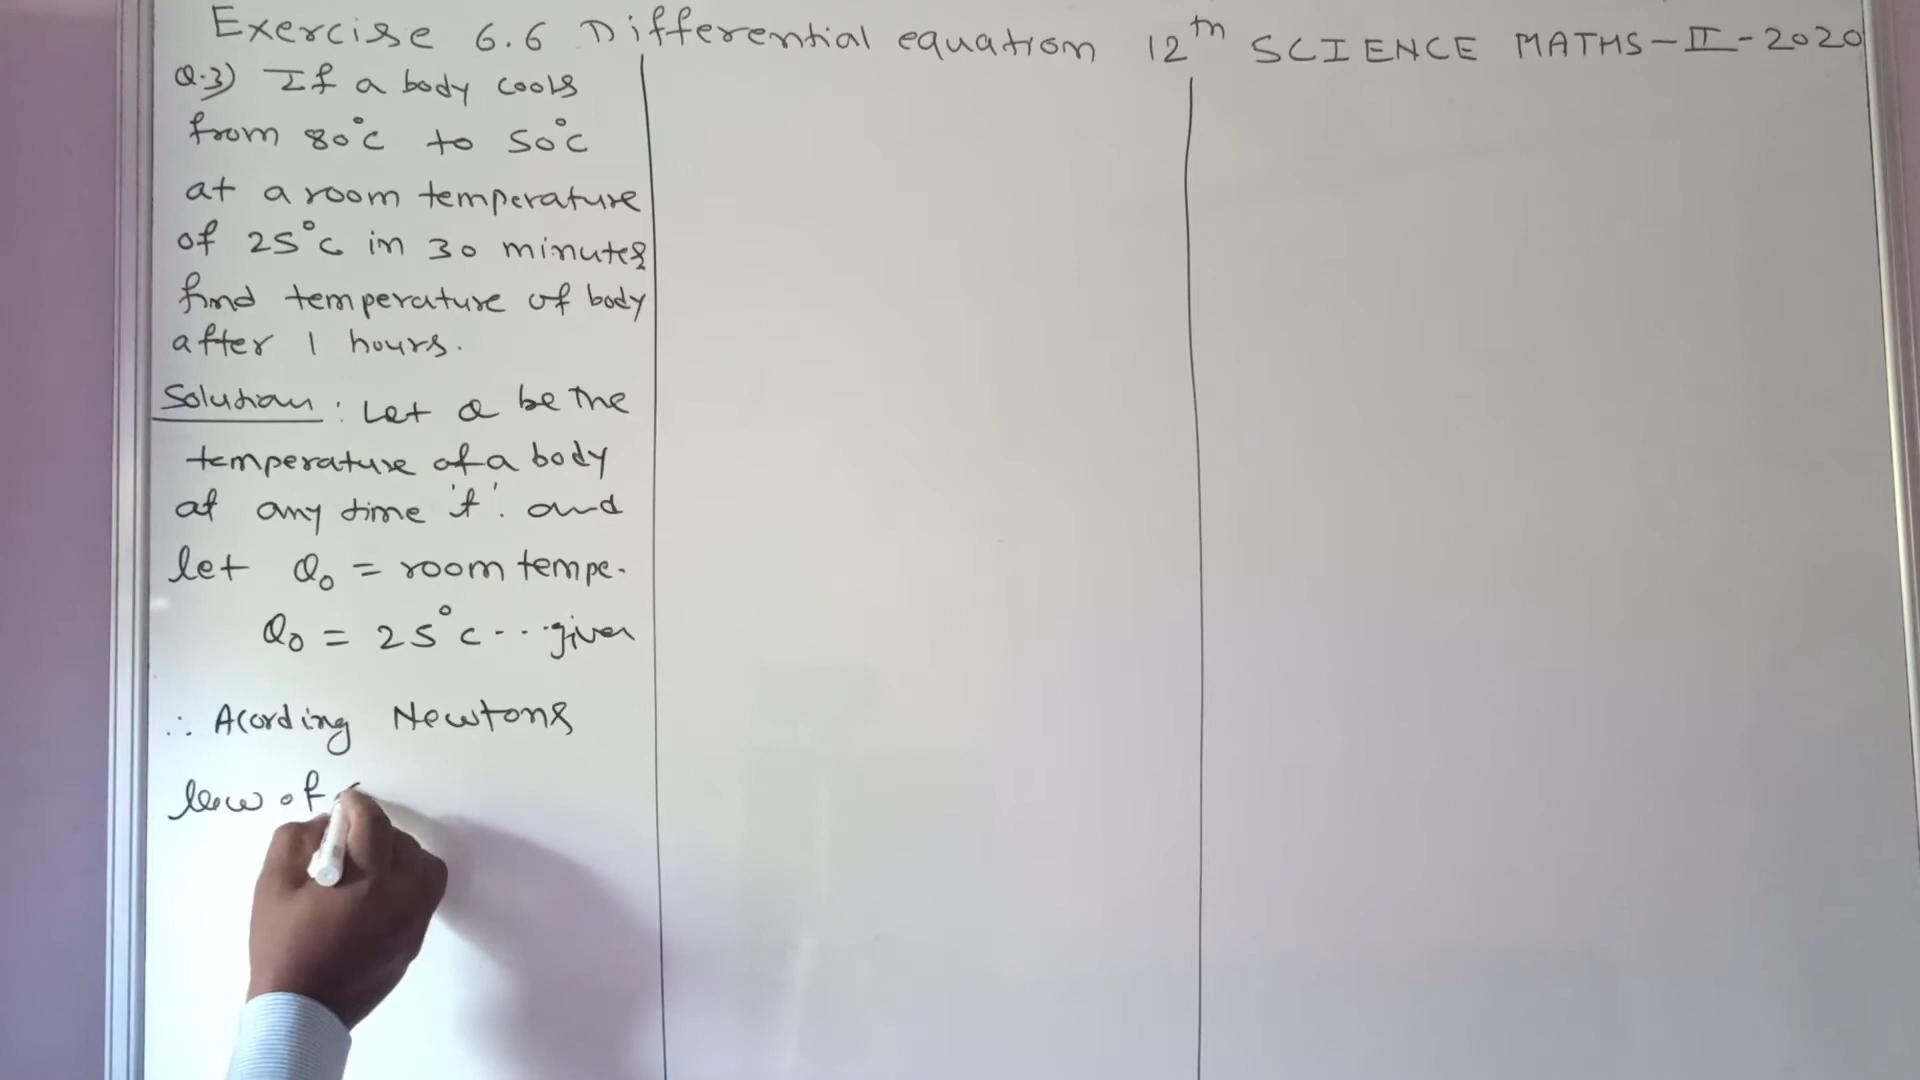 Exercise 6.6 Differential equation 12th SCIENCE MATHS-II-2020
Q.3) If a body cools
from 80°C to 50°C
at a room temperature
of 25°C in 30 minutes
find temperature of body
after 1 hours.
Solution: Let Q be the
temperature of a body
at any time 't'. and
let Q₀ = room tempe.
Q₀ = 25°C --- given
∴ Acording Newtons
law of